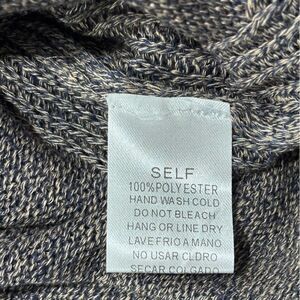 SELF
100%POLYESTER
HAND WASH COLD
DO NOT BLEACH
HANG OR LINE DRY
LAVE FRIO A MANO
NO USAR CLDRO
SECAR COLGADO